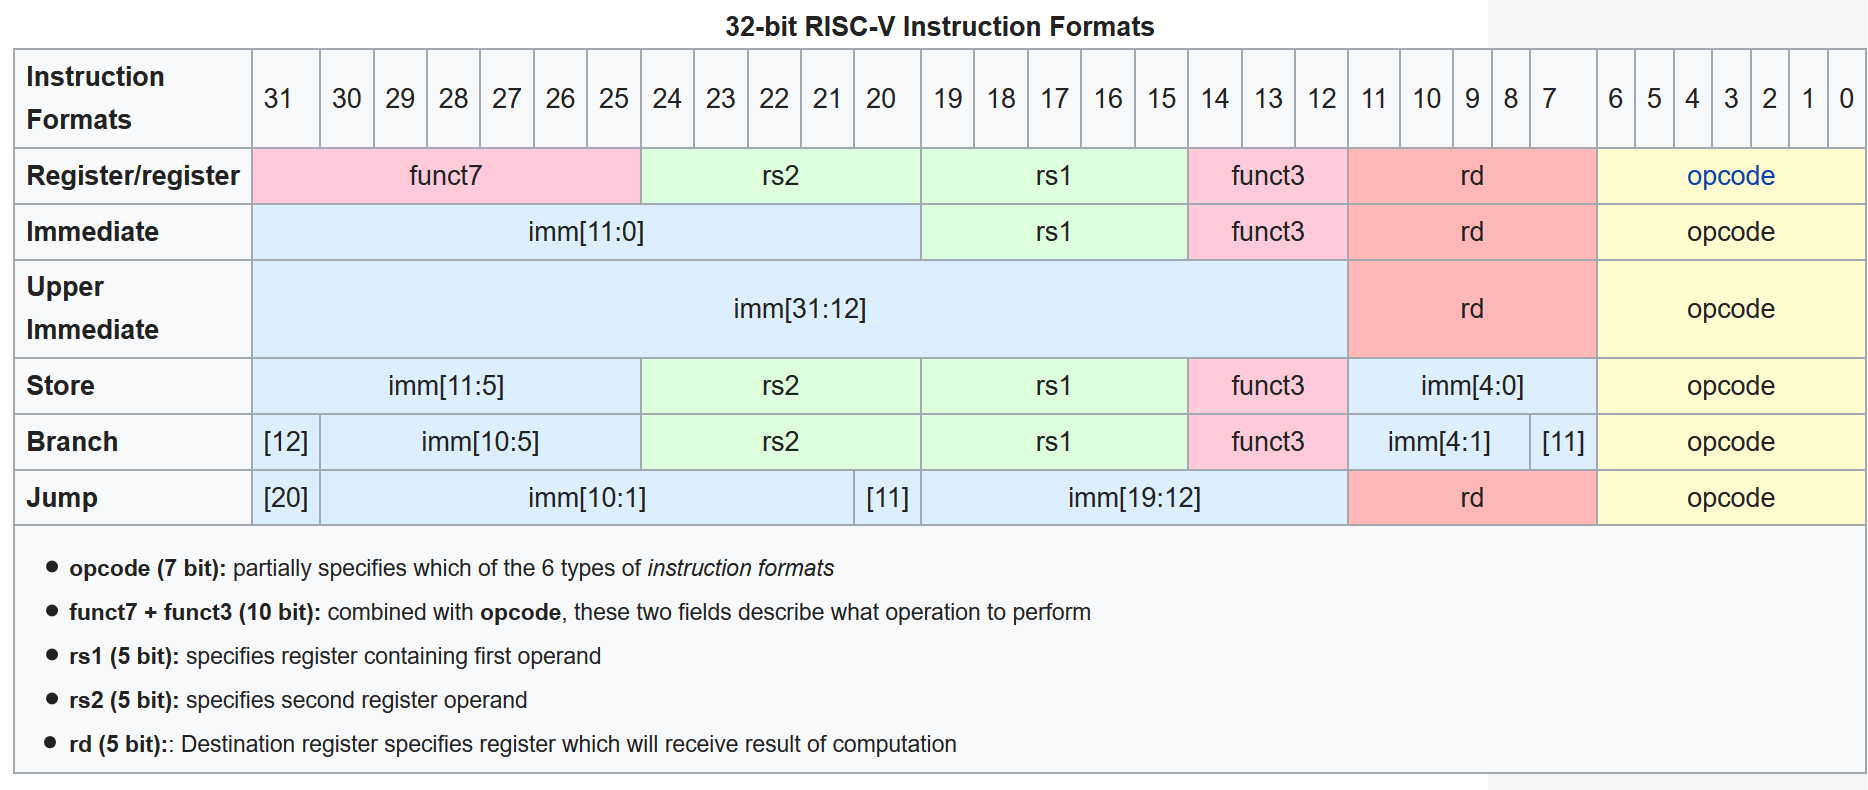 32-bit RISC-V Instruction Formats
Instruction Formats 31 30 29 28 27 26 25 24 23 22 21 20 19 18 17 16 15 14 13 12 11 10 9 8 7 6 5 4 3 2 1 0
Register/register funct7 rs2 rs1 funct3 rd opcode
Immediate imm[11:0] rs1 funct3 rd opcode
Upper Immediate imm[31:12] rd opcode
Store imm[11:5] rs2 rs1 funct3 imm[4:0] opcode
Branch [12] imm[10:5] rs2 rs1 funct3 imm[4:1] [11] opcode
Jump [20] imm[10:1] [11] imm[19:12] rd opcode
• opcode (7 bit): partially specifies which of the 6 types of instruction formats
• funct7 + funct3 (10 bit): combined with opcode, these two fields describe what operation to perform
• rs1 (5 bit): specifies register containing first operand
• rs2 (5 bit): specifies second register operand
• rd (5 bit):: Destination register specifies register which will receive result of computation